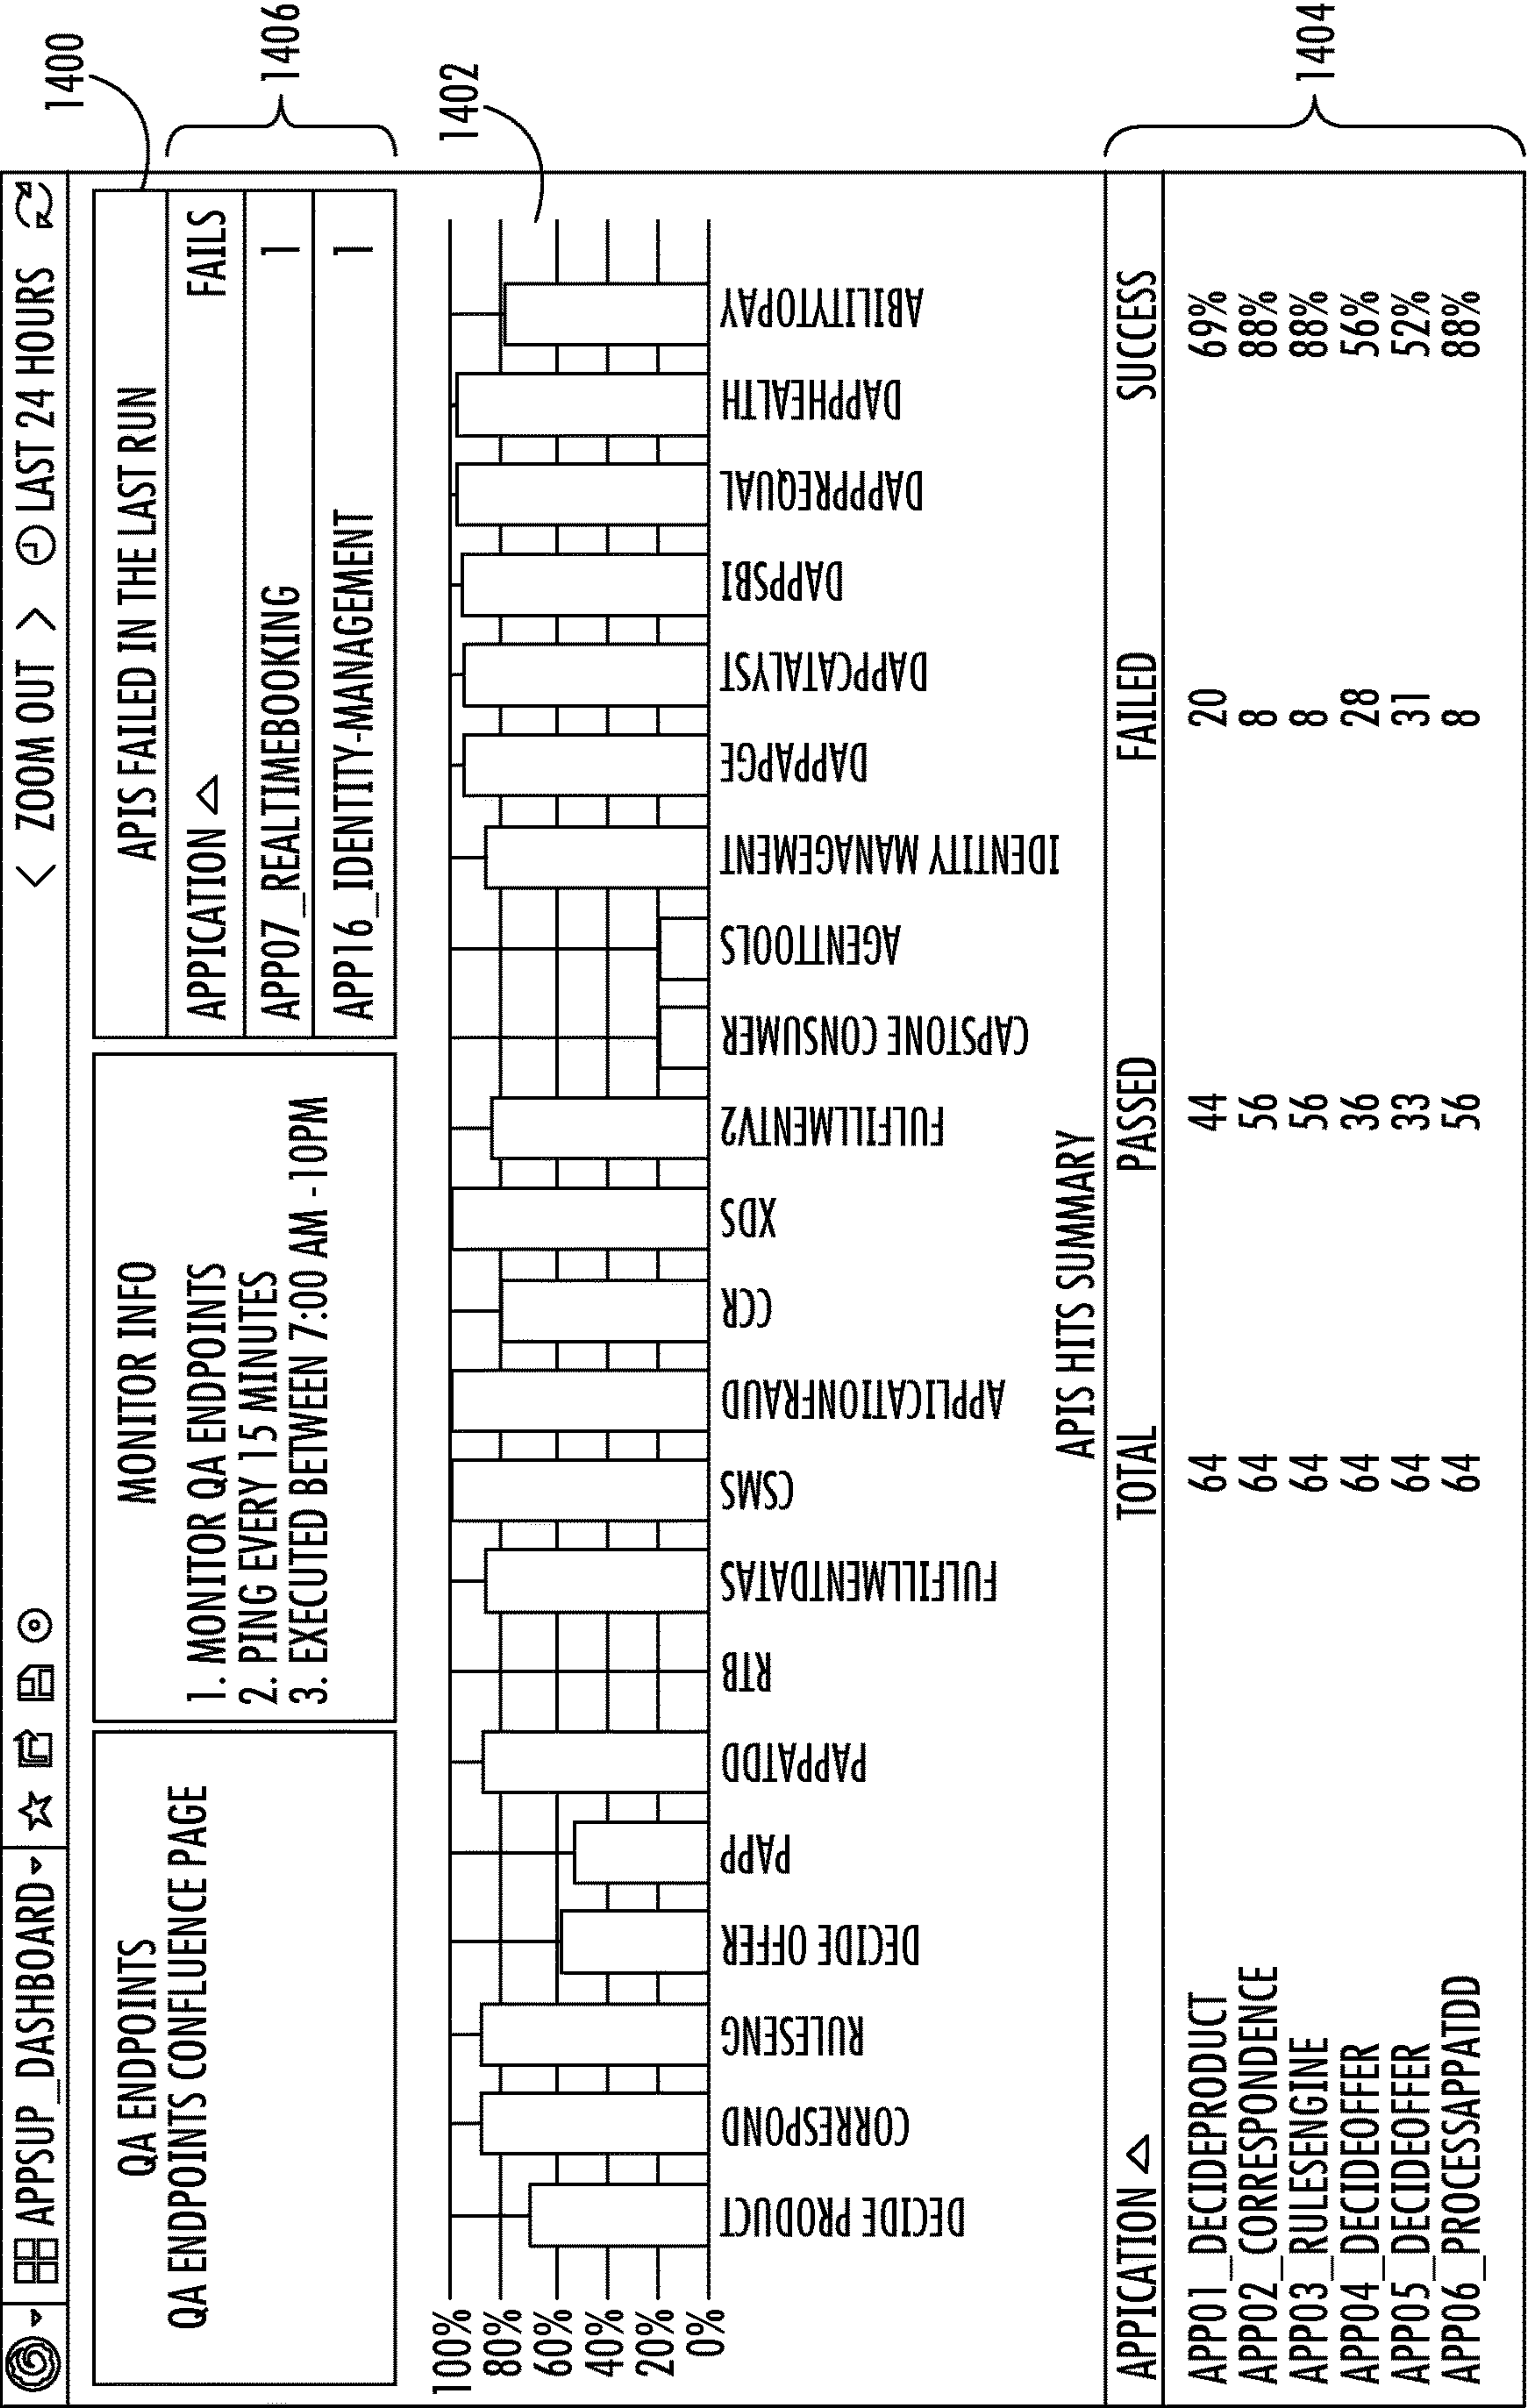 APPSUP_DASHBOARD
< ZOOM OUT > LAST 24 HOURS
1400
QA ENDPOINTS
QA ENDPOINTS CONFLUENCE PAGE
MONITOR INFO
1. MONITOR QA ENDPOINTS
2. PING EVERY 15 MINUTES
3. EXECUTED BETWEEN 7:00 AM -10PM
APIS FAILED IN THE LAST RUN
APPICATION FAILS
APP07_REALTIMEBOOKING 1
APP16_IDENTITY-MANAGEMENT 1
1406
1402
100%
80%
60%
40%
20%
0%
DECIDE PRODUCT
CORRESPOND
RULESENG
DECIDE OFFER
PAPP
PAPPATDD
RTB
FULFILLMENTDATAS
CSMS
APPLICATIONFRAUD
CCR
XDS
FULFILLMENTV2
CAPSTONE CONSUMER
AGENTTOOLS
IDENTITY MANAGEMENT
DAPPAPGE
DAPPCATALYST
DAPPSBI
DAPPPREQUAL
DAPPHEALTH
ABILITYTOPAY
APIS HITS SUMMARY
APPICATION TOTAL PASSED FAILED SUCCESS
APP01_DECIDEPRODUCT 64 44 20 69%
APP02_CORRESPONDENCE 64 56 8 88%
APP03_RULESENGINE 64 56 8 88%
APP04_DECIDEOFFER 64 36 28 56%
APP05_DECIDEOFFER 64 33 31 52%
APP06_PROCESSAPPATDD 64 56 8 88%
1404